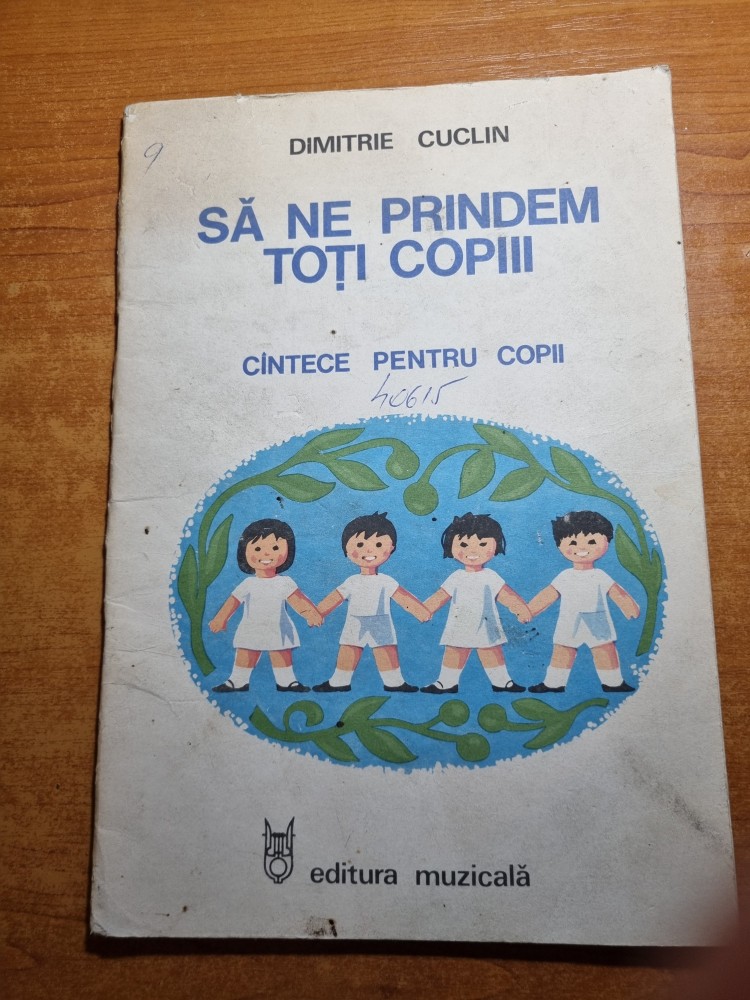 9
DIMITRIE CUCLIN
SĂ NE PRINDEM
TOȚI COPIII
CÎNTECE PENTRU COPII
40615
editura muzicală